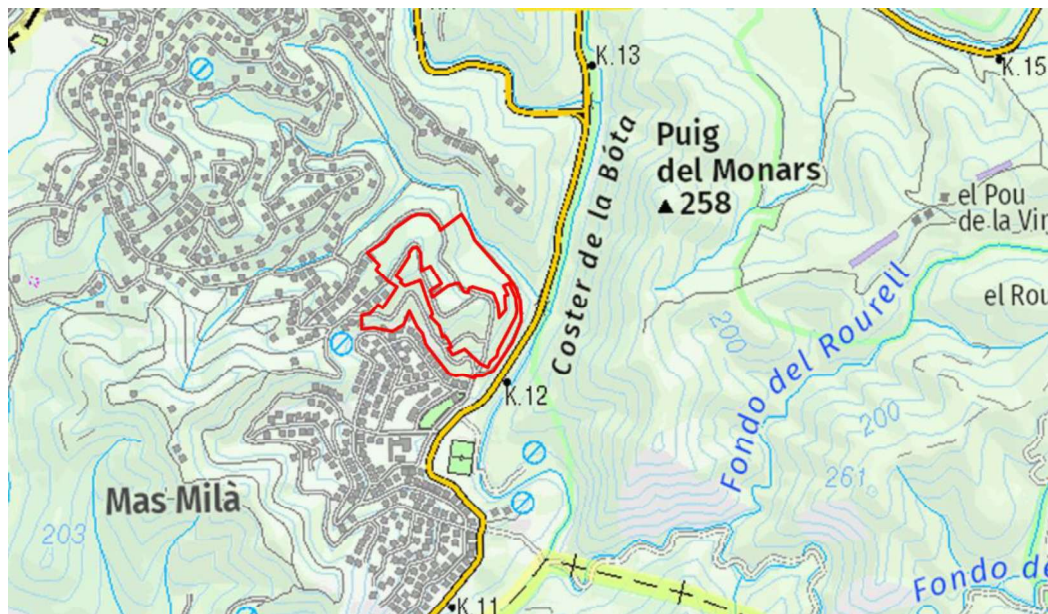 K.13
K.15
Puig
del Monars
258
Coster de la Bóta
el Pou
de la Vir
Fondo del Rourell
el Rou
200
200
K.12
261
Mas Milà
203
Fondo de
K.11